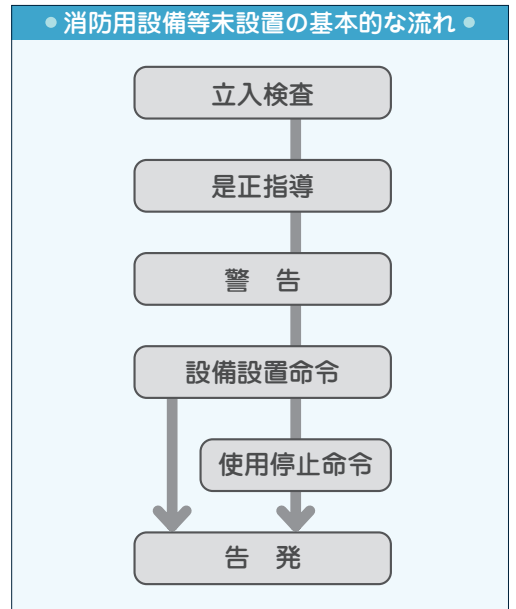 ●消防用設備等未設置の基本的な流れ●
立入検査
是正指導
警　告
設備設置命令
使用停止命令
告　発